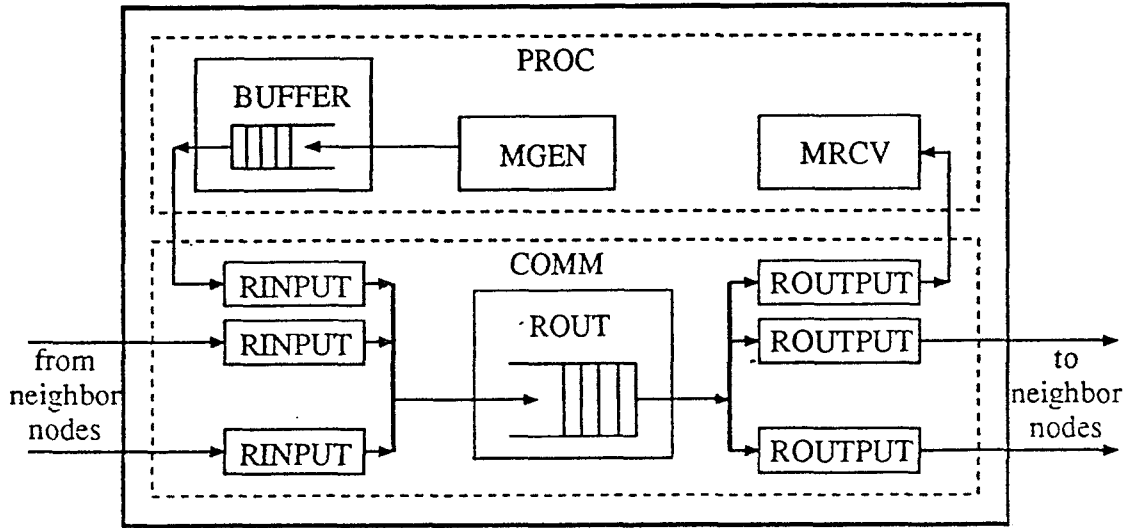 PROC
BUFFER
MGEN
MRCV
COMM
RINPUT
ROUTPUT
ROUT
RINPUT
ROUTPUT
from
neighbor
nodes
to
neighbor
nodes
RINPUT
ROUTPUT